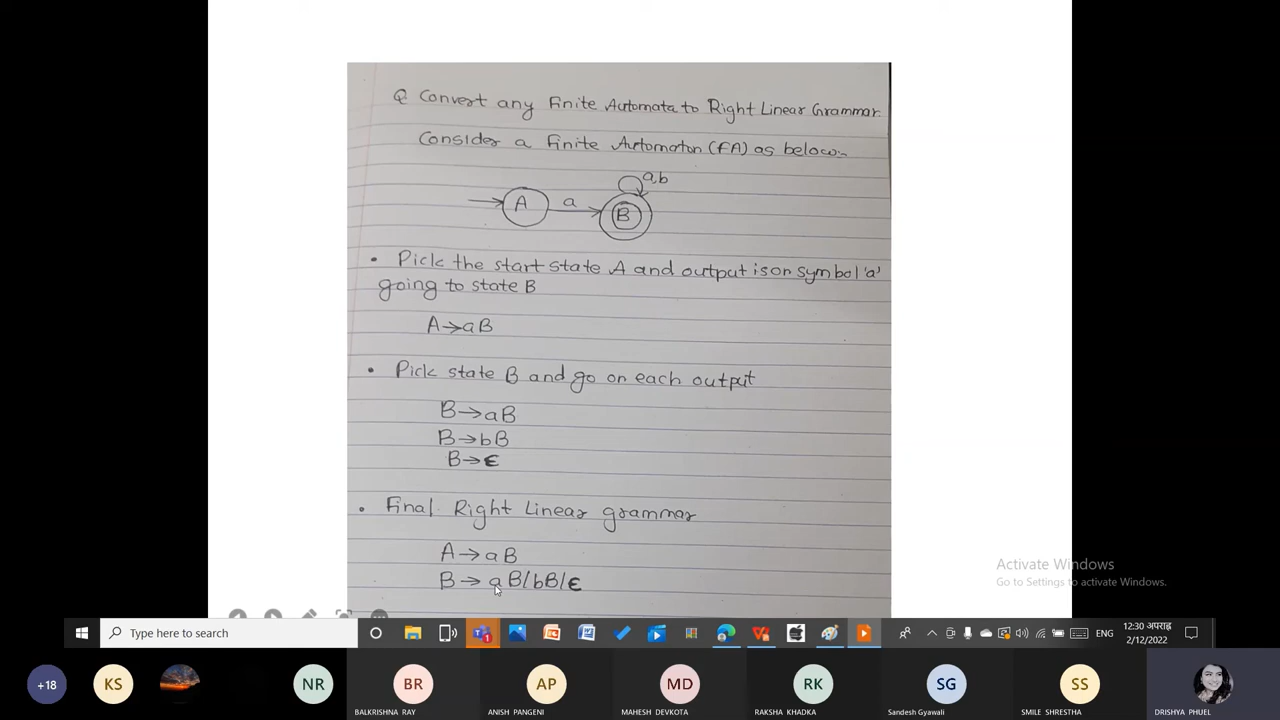 Q Convert any Finite Automata to Right Linear Grammar.
Consider a Finite Automaton (FA) as below:-
a,b
A
a
B
• Pick the start state A and output is on symbol 'a'
going to state B
A→aB
• Pick state B and go on each output
B→aB
B→bB
B→ε
• Final Right Linear grammar
A→aB
B→aB/bB/ε
Activate Windows
Go to Settings to activate Windows.
Type here to search
ENG
12:30 अपराह्न
2/12/2022
+18
KS
NR
BR
AP
MD
RK
SG
SS
BALKRISHNA RAY
ANISH PANGENI
MAHESH DEVKOTA
RAKSHA KHADKA
Sandesh Gyawali
SMILE SHRESTHA
DRISHYA PHUEL